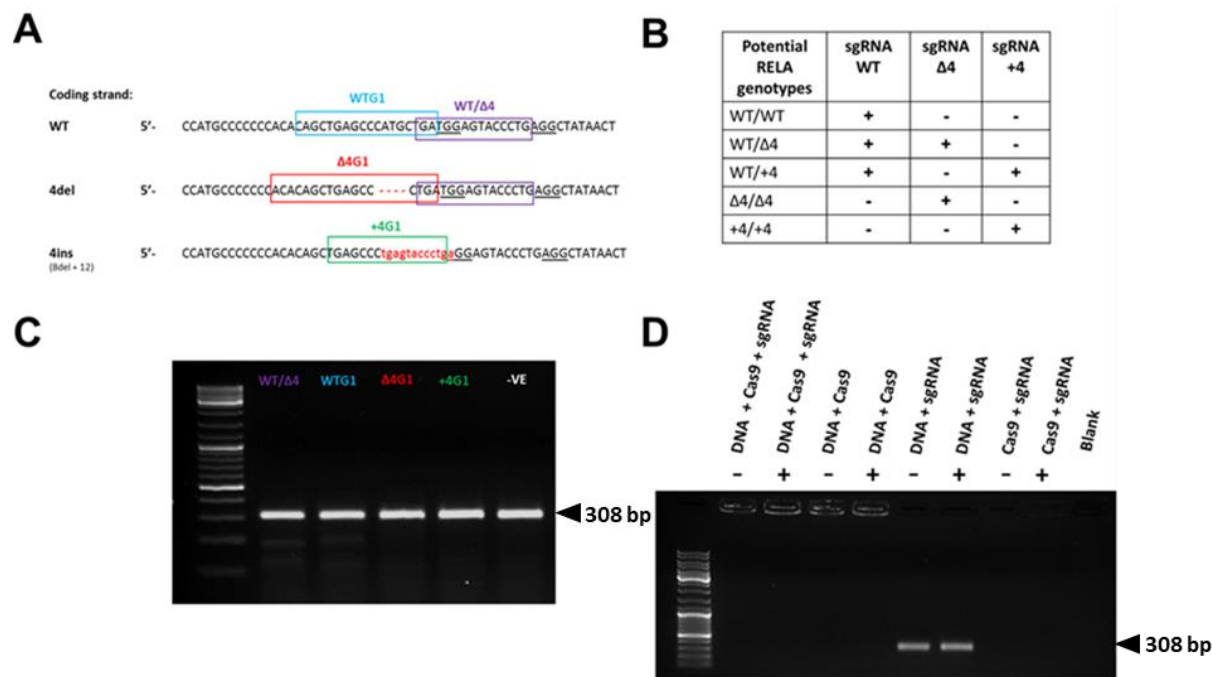 A
Coding strand:
WTG1
WT/Δ4
WT 5'- CCATGCCCCCCCACACAGCTGAGCCCATGCTGATGGAGTACCCTGAGGCTATAACT
Δ4G1
4del 5'- CCATGCCCCCCCACACAGCTGAGCC ----CTGATGGAGTACCCTGAGGCTATAACT
+4G1
4ins 5'- CCATGCCCCCCCACACAGCTGAGCCCtgagtaccctgaGGAGTACCCTGAGGCTATAACT
(8del + 12)
B
Potential RELA genotypes sgRNA WT sgRNA Δ4 sgRNA +4
WT/WT + - -
WT/Δ4 + + -
WT/+4 + - +
Δ4/Δ4 - + -
+4/+4 - - +
C
WT/Δ4 WTG1 Δ4G1 +4G1 -VE
308 bp
D
DNA + Cas9 + sgRNA
DNA + Cas9 + sgRNA
DNA + Cas9
DNA + Cas9
DNA + sgRNA
DNA + sgRNA
Cas9 + sgRNA
Cas9 + sgRNA
Blank
- + - + - + - +
308 bp